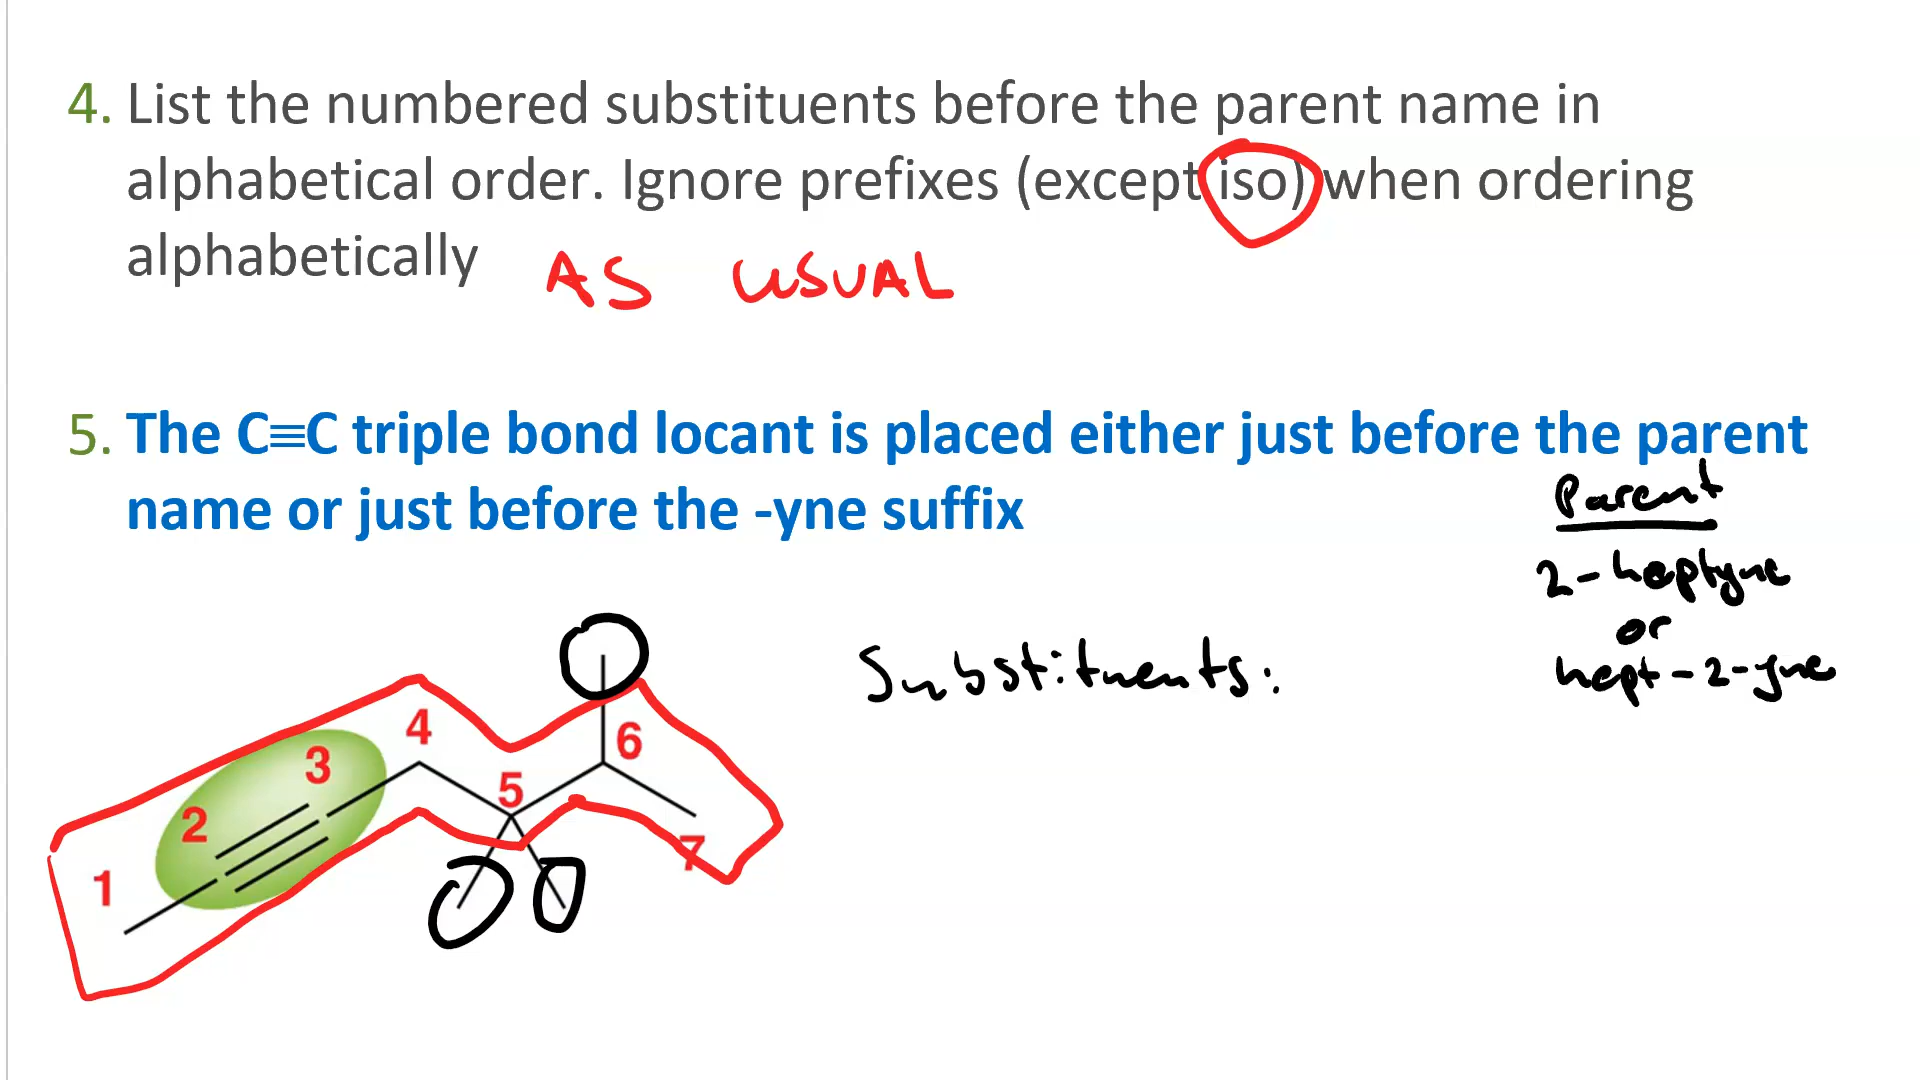 4. List the numbered substituents before the parent name in
alphabetical order. Ignore prefixes (except iso) when ordering
alphabetically
AS USUAL
5. The C≡C triple bond locant is placed either just before the parent
name or just before the -yne suffix
Parent
2-heptyne
or
hept-2-yne
Substituents:
4
6
3
5
2
7
1